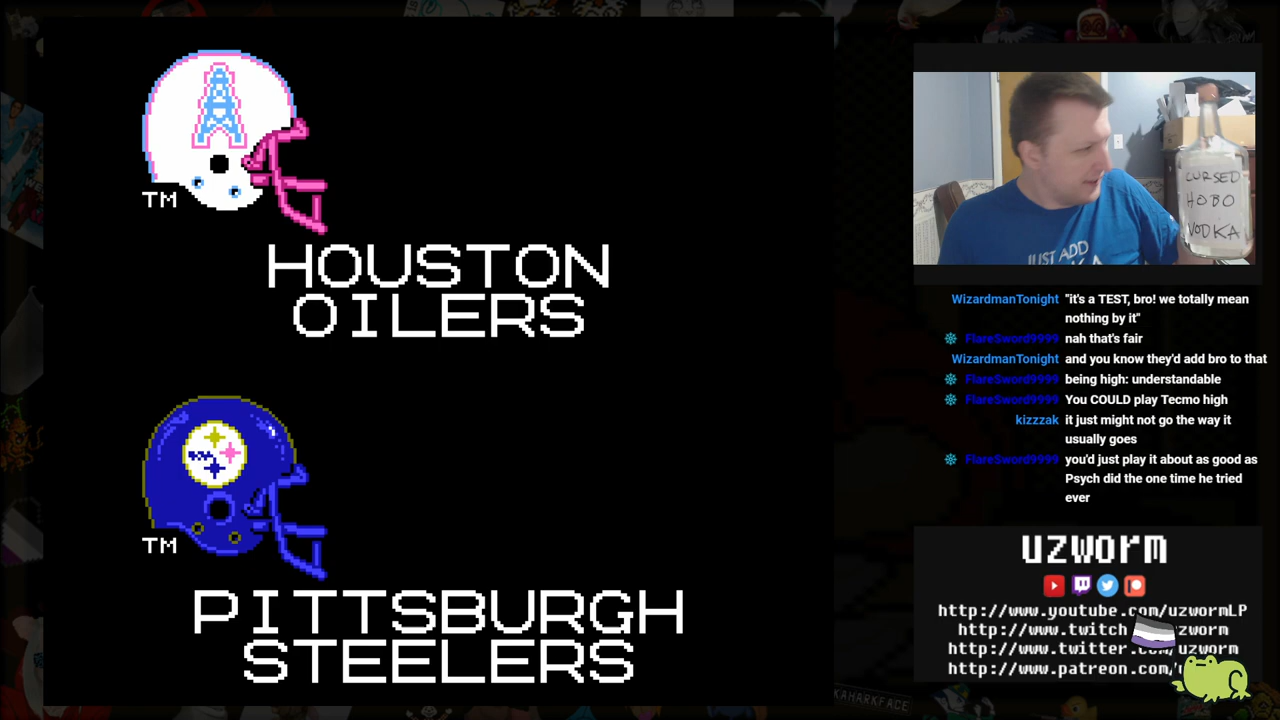 TM
HOUSTON
OILERS
TM
PITTSBURGH
STEELERS
CURSED
HOBO
VODKA
JUST ADD
WizardmanTonight "it's a TEST, bro! we totally mean
nothing by it"
FlareSword9999 nah that's fair
WizardmanTonight and you know they'd add bro to that
FlareSword9999 being high: understandable
FlareSword9999 You COULD play Tecmo high
kizzzak it just might not go the way it
usually goes
FlareSword9999 you'd just play it about as good as
Psych did the one time he tried
ever
uzworm
http://www.youtube.com/uzwormLP
http://www.twitch
zworm
http://www.twitter.com/uzworm
http://www.patreon.com/
KAHARKFACE